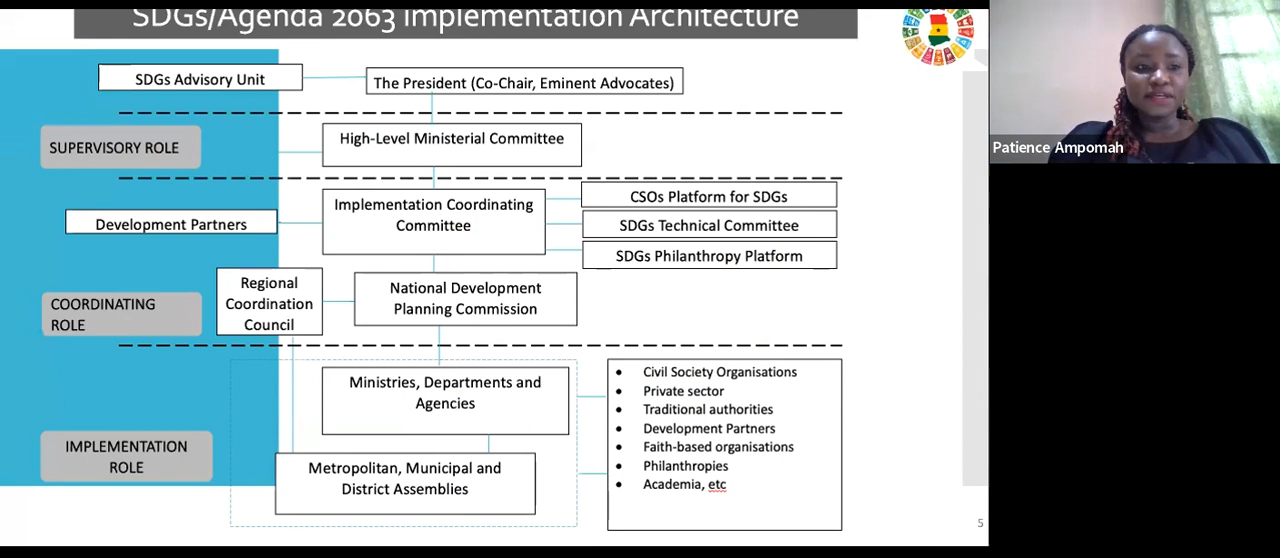 SDGs/Agenda 2063 Implementation Architecture
SDGs Advisory Unit
The President (Co-Chair, Eminent Advocates)
SUPERVISORY ROLE
High-Level Ministerial Committee
Patience Ampomah
Implementation Coordinating
Committee
CSOs Platform for SDGs
SDGs Technical Committee
SDGs Philanthropy Platform
Development Partners
Regional
Coordination
Council
National Development
Planning Commission
COORDINATING
ROLE
Ministries, Departments and
Agencies
• Civil Society Organisations
• Private sector
• Traditional authorities
• Development Partners
• Faith-based organisations
• Philanthropies
• Academia, etc
IMPLEMENTATION
ROLE
Metropolitan, Municipal and
District Assemblies
5